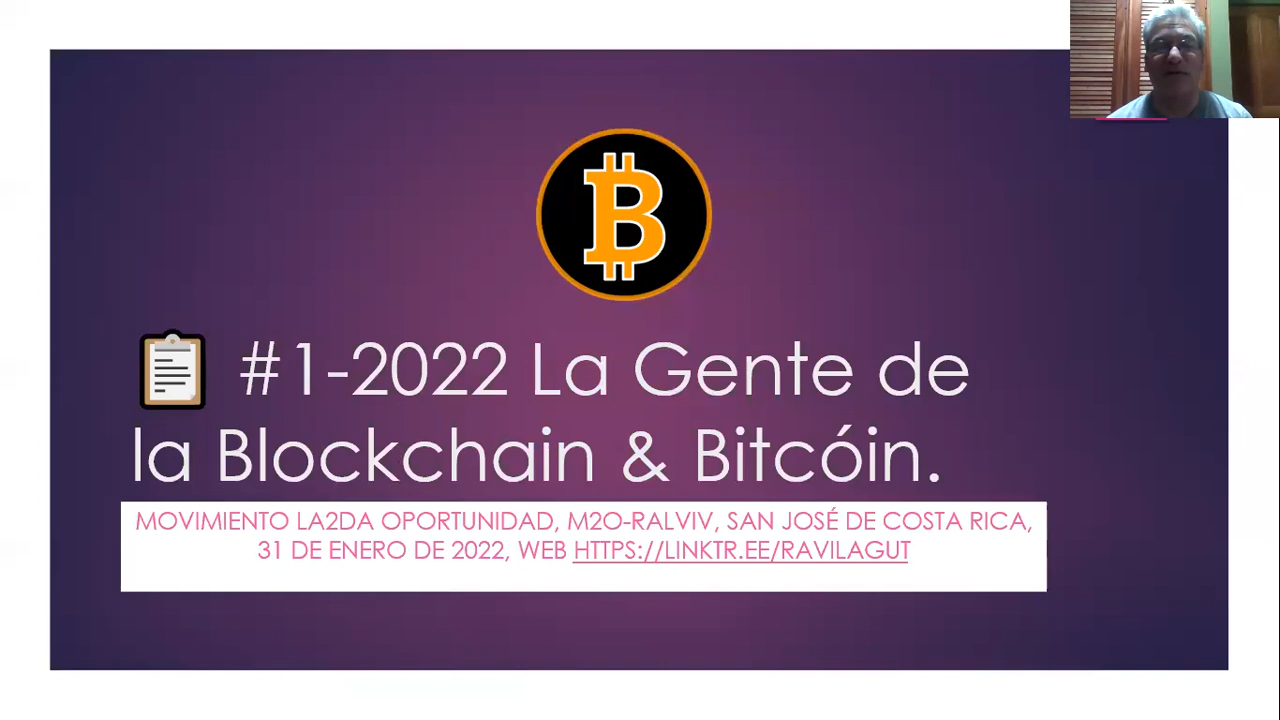 #1-2022 La Gente de
la Blockchain & Bitcóin.
MOVIMIENTO LA2DA OPORTUNIDAD, M2O-RALVIV, SAN JOSÉ DE COSTA RICA,
31 DE ENERO DE 2022, WEB HTTPS://LINKTR.EE/RAVILAGUT